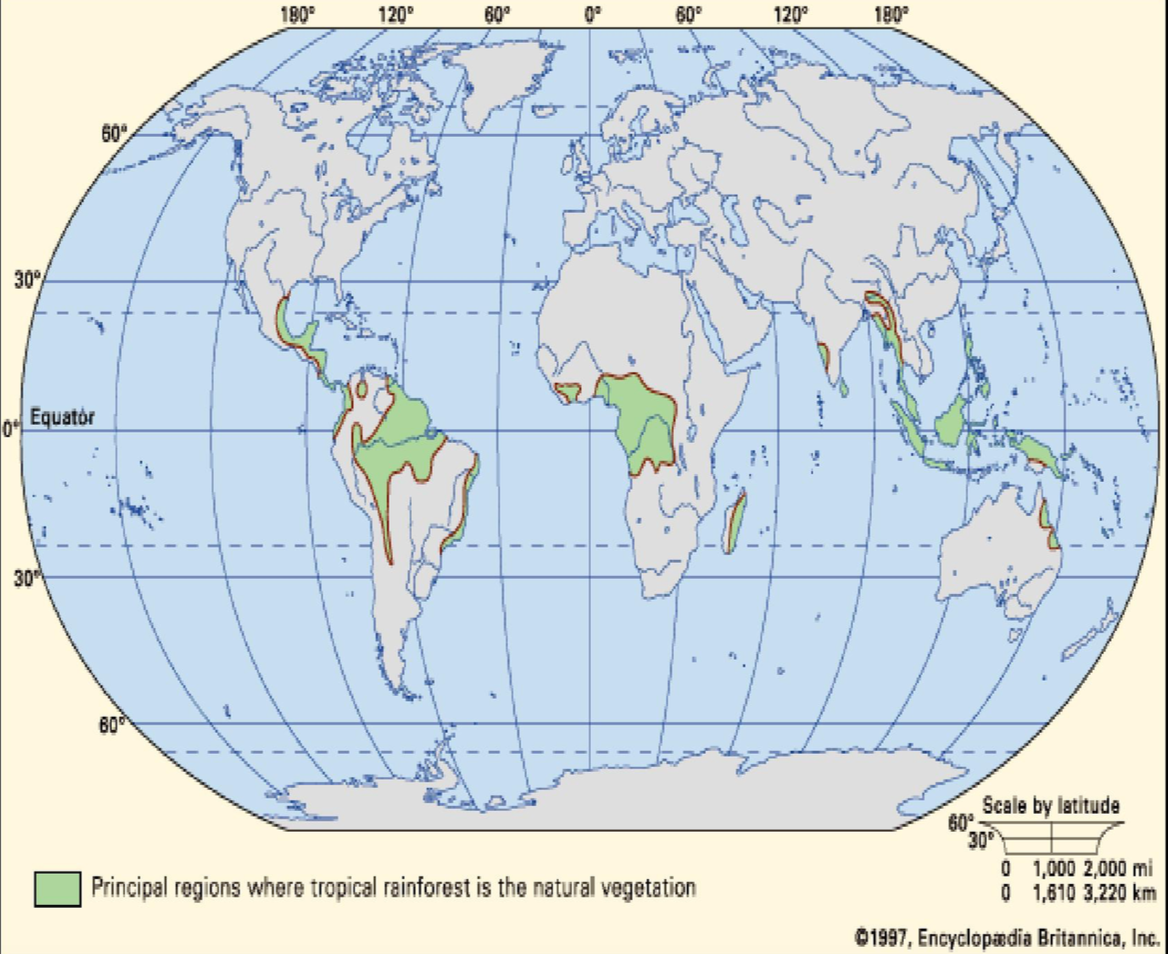 180° 120° 60° 0° 60° 120° 180°
60°
30°
Equator
0°
30°
60°
Scale by latitude
60°
30°
0 1,000 2,000 mi
0 1,610 3,220 km
Principal regions where tropical rainforest is the natural vegetation
©1997, Encyclopædia Britannica, Inc.